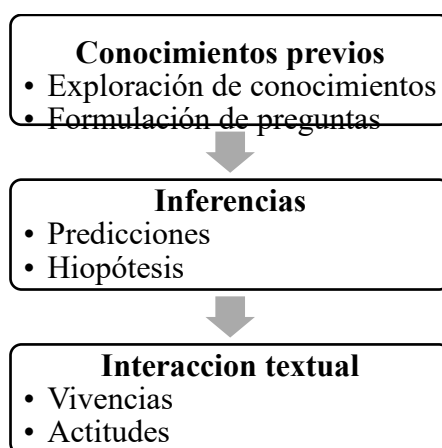 Conocimientos previos
• Exploración de conocimientos
• Formulación de preguntas
Inferencias
• Predicciones
• Hiopótesis
Interaccion textual
• Vivencias
• Actitudes